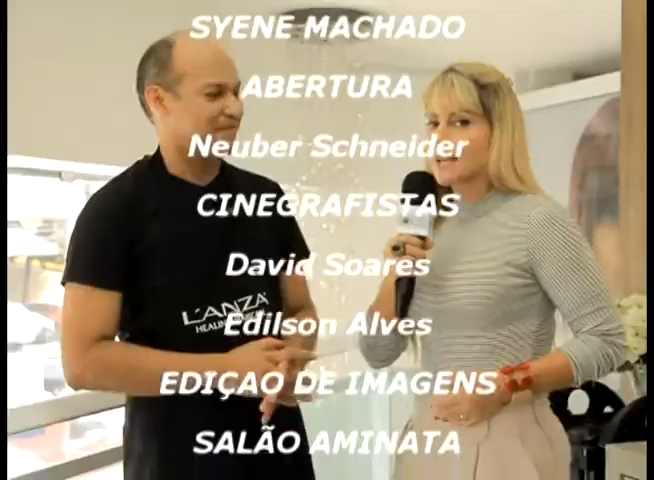 SYENE MACHADO
ABERTURA
Neuber Schneider
CINEGRAFISTAS
David Soares
L'ANZA
Edilson Alves
EDIÇAO DE IMAGENS
SALÃO AMINATA